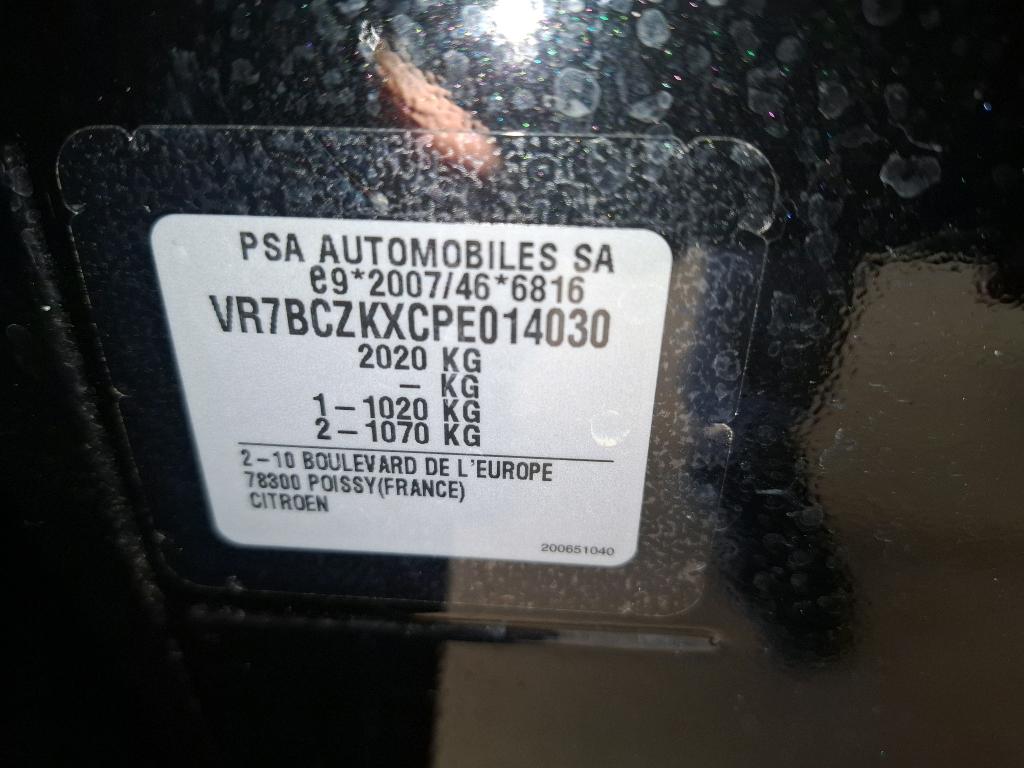 PSA AUTOMOBILES SA
e9*2007/46*6816
VR7BCZKXCPE014030
2020 KG
– KG
1–1020 KG
2–1070 KG
2–10 BOULEVARD DE L'EUROPE
78300 POISSY(FRANCE)
CITROEN
200651040